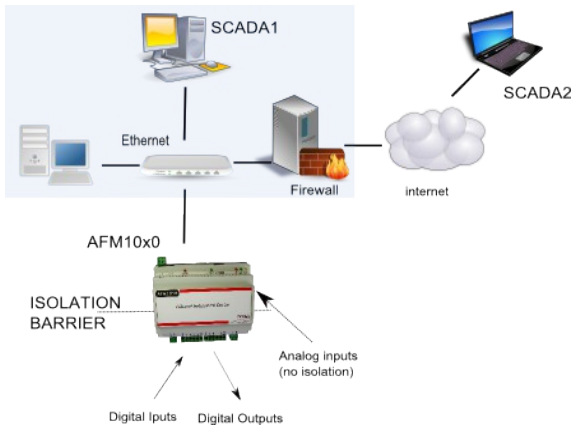 SCADA1
SCADA2
Ethernet
Firewall
internet
AFM10x0
ISOLATION
BARRIER
Analog inputs
(no isolation)
Digital Iputs
Digital Outputs